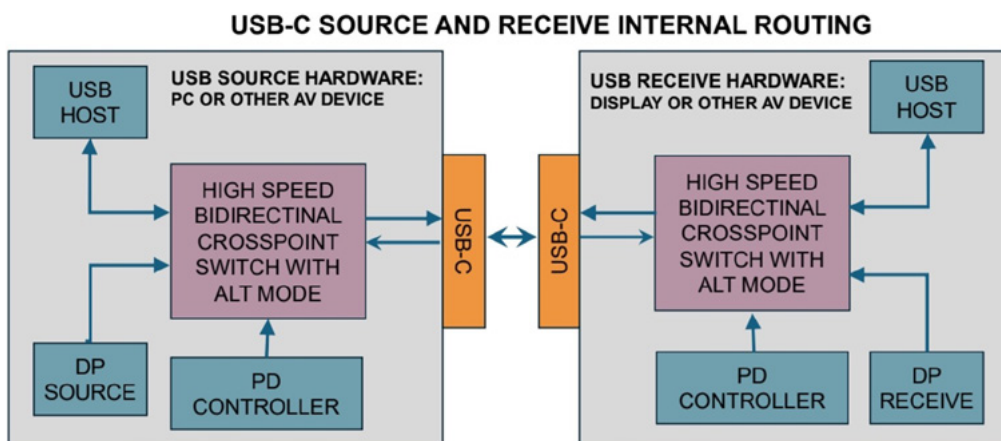 USB-C SOURCE AND RECEIVE INTERNAL ROUTING
USB
HOST
USB SOURCE HARDWARE:
PC OR OTHER AV DEVICE
HIGH SPEED
BIDIRECTINAL
CROSSPOINT
SWITCH WITH
ALT MODE
DP
SOURCE
PD
CONTROLLER
USB-C
USB-C
USB RECEIVE HARDWARE:
DISPLAY OR OTHER AV DEVICE
USB
HOST
HIGH SPEED
BIDIRECTINAL
CROSSPOINT
SWITCH WITH
ALT MODE
PD
CONTROLLER
DP
RECEIVE